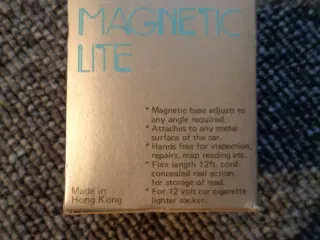 MAGNETIC
LITE
* Magnetic base adjusts to
any angle required.
* Attaches to any metal
surface of the car.
* Hands free for inspection,
repairs, map reading etc.
* Flex length 12ft, cord
concealed reel action,
for storage of lead.
* For 12 volt car cigarette
lighter socket.
Made in
Hong Kong